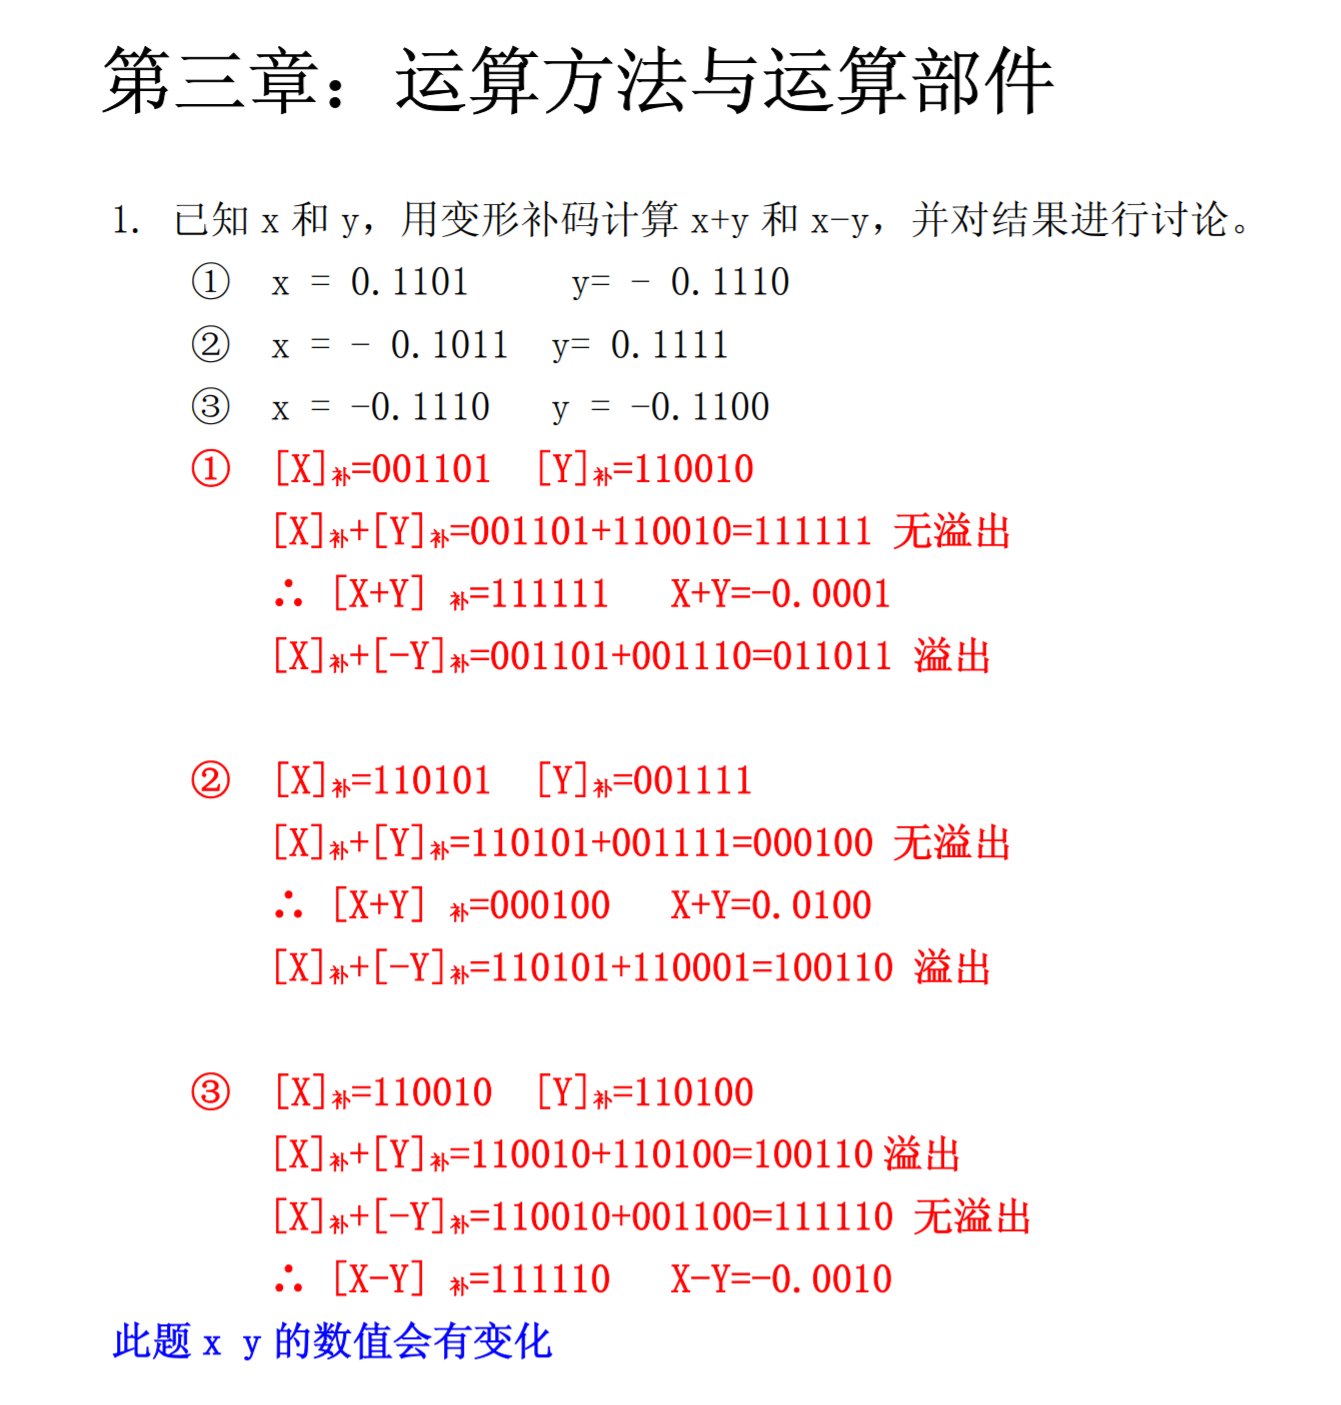 第三章：运算方法与运算部件
1. 已知 x 和 y，用变形补码计算 x+y 和 x-y，并对结果进行讨论。
① x = 0.1101 y= - 0.1110
② x = - 0.1011 y= 0.1111
③ x = -0.1110 y = -0.1100
① [X]补=001101 [Y]补=110010
[X]补+[Y]补=001101+110010=111111 无溢出
∴ [X+Y] 补=111111 X+Y=-0.0001
[X]补+[-Y]补=001101+001110=011011 溢出
② [X]补=110101 [Y]补=001111
[X]补+[Y]补=110101+001111=000100 无溢出
∴ [X+Y] 补=000100 X+Y=0.0100
[X]补+[-Y]补=110101+110001=100110 溢出
③ [X]补=110010 [Y]补=110100
[X]补+[Y]补=110010+110100=100110 溢出
[X]补+[-Y]补=110010+001100=111110 无溢出
∴ [X-Y] 补=111110 X-Y=-0.0010
此题 x y 的数值会有变化